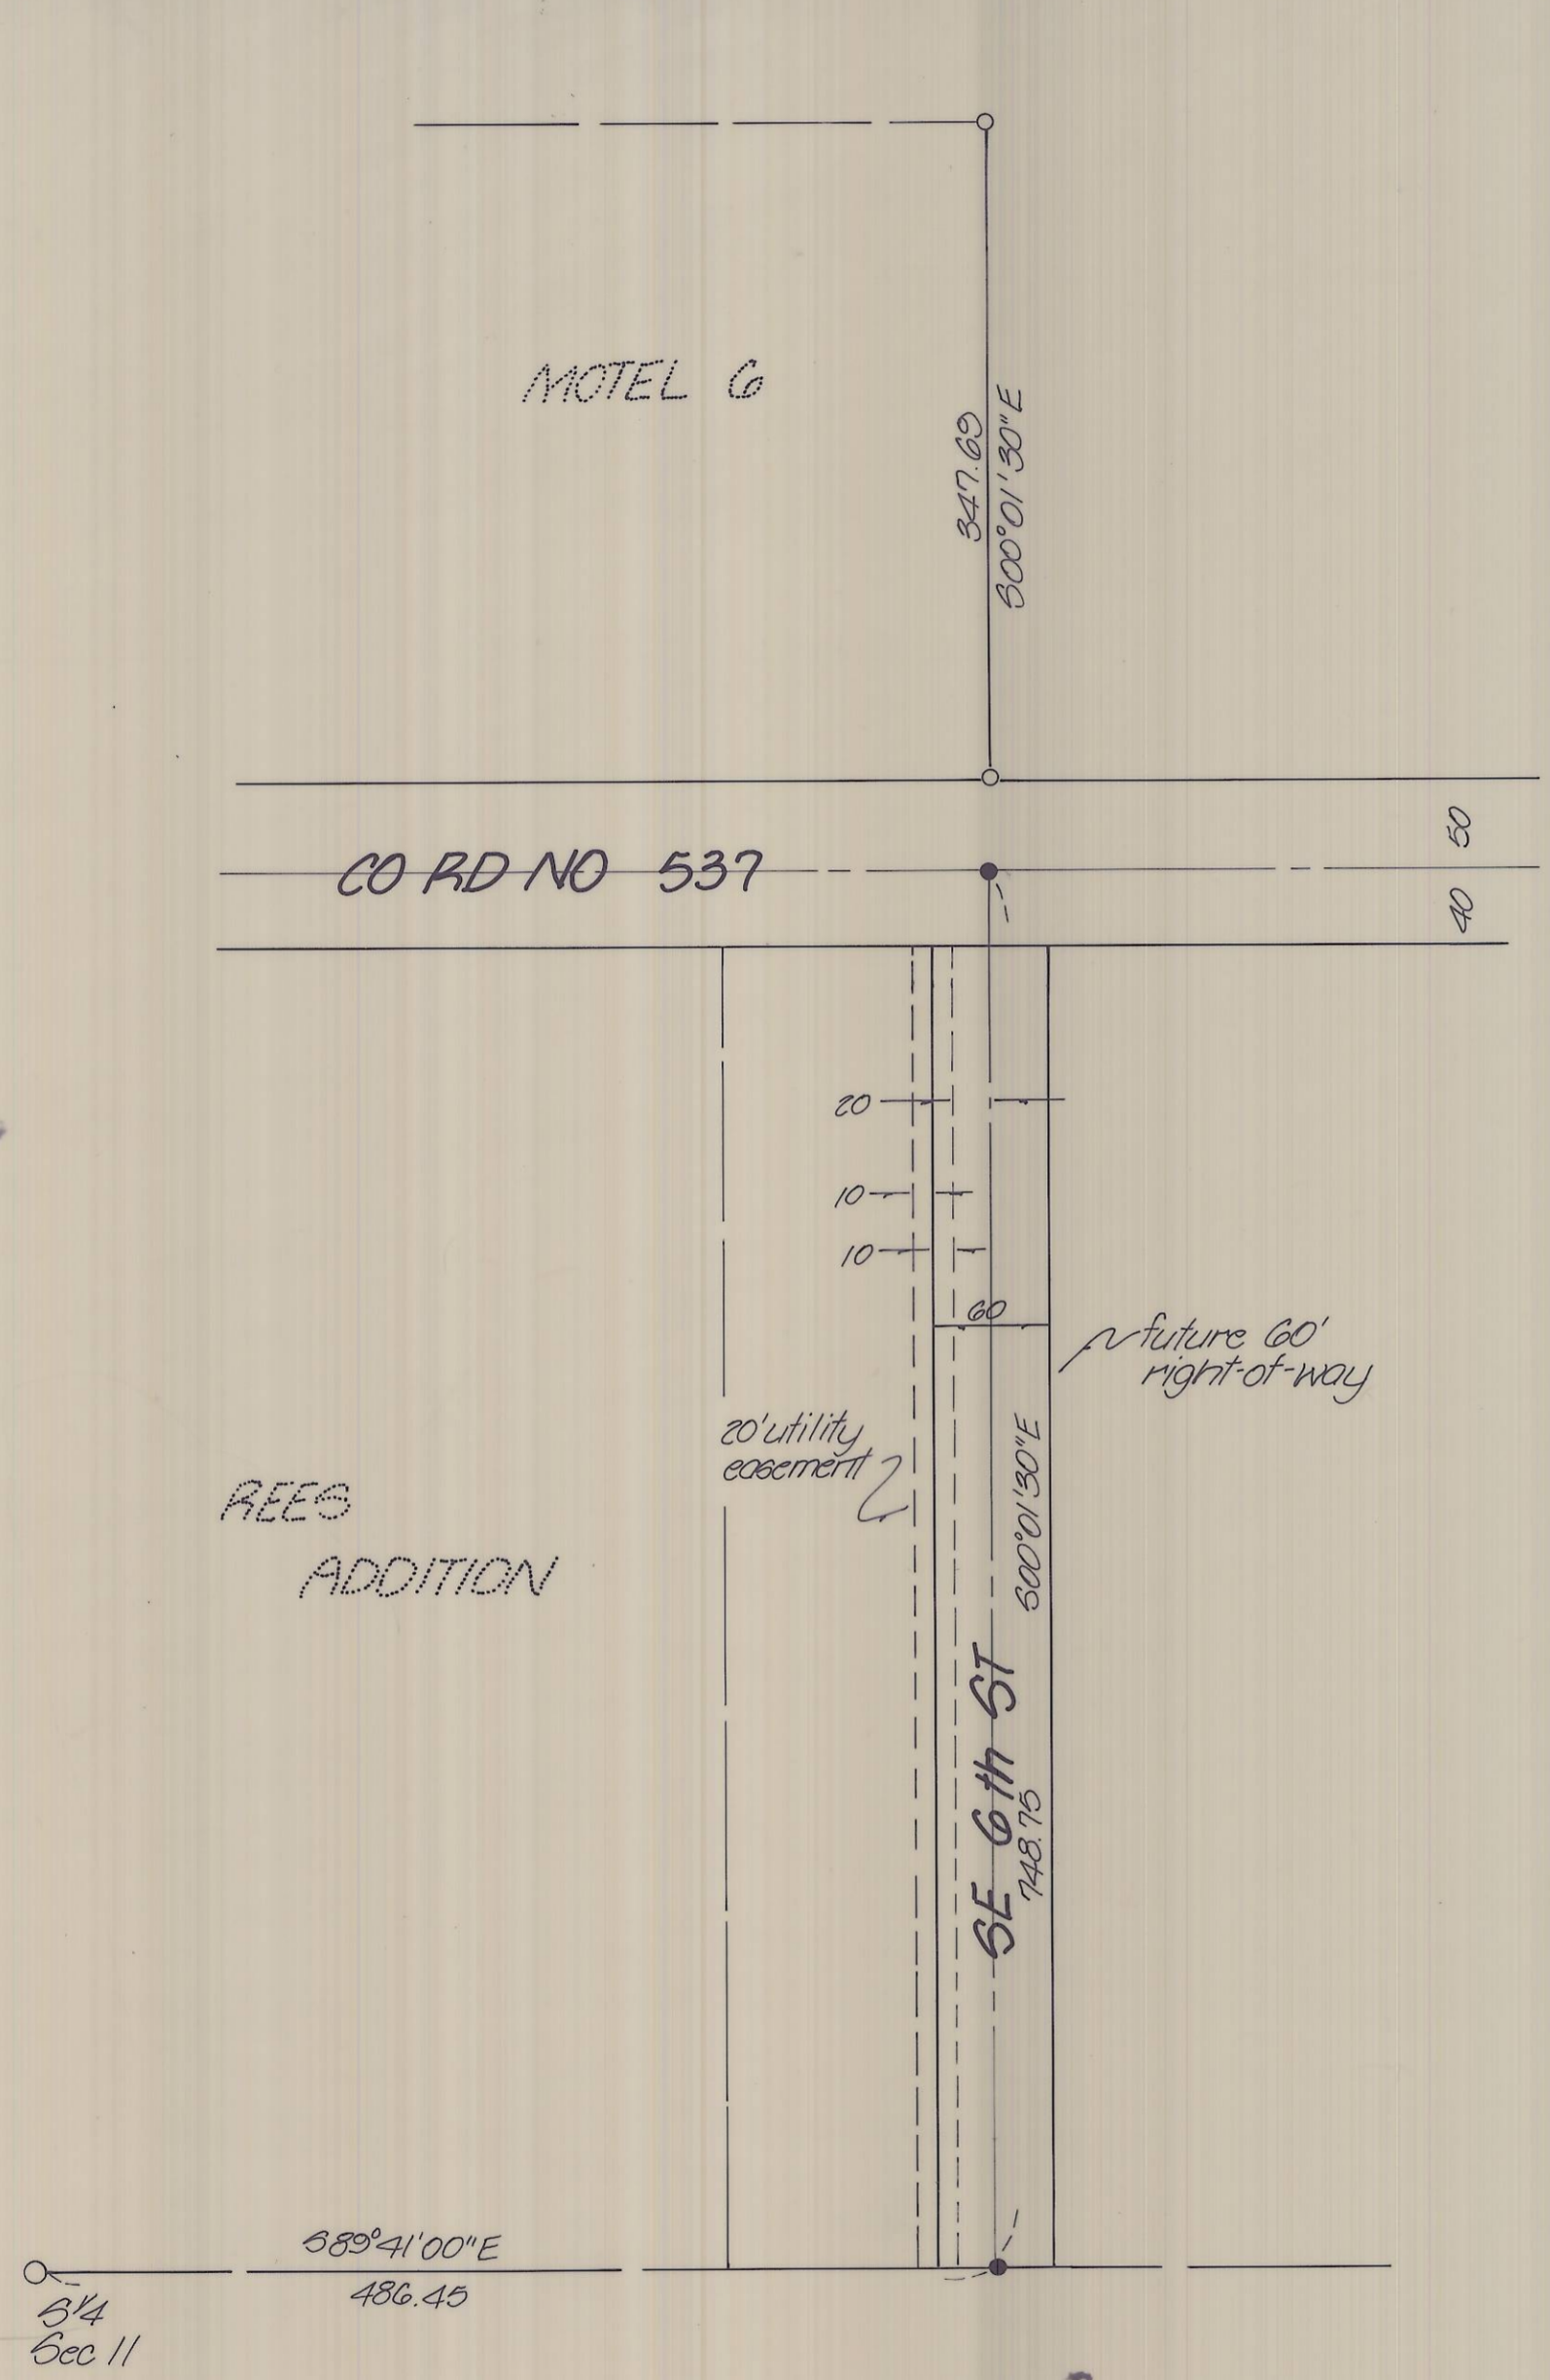 MOTEL 6
347.69
S00°01'30"E
50
CO RD NO 537
40
20
10
10
60
future 60'
right-of-way
20' utility
easement
S00°01'30"E
REES
ADDITION
SE 6th ST
748.75
S89°41'00"E
486.45
S¼
Sec 11